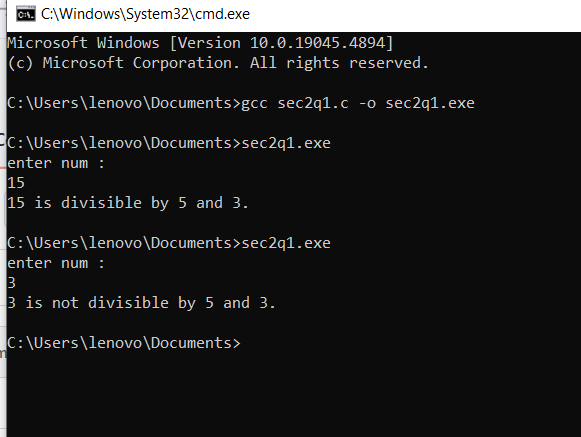 C:\Windows\System32\cmd.exe
Microsoft Windows [Version 10.0.19045.4894]
(c) Microsoft Corporation. All rights reserved.
C:\Users\lenovo\Documents>gcc sec2q1.c -o sec2q1.exe
C:\Users\lenovo\Documents>sec2q1.exe
enter num :
15
15 is divisible by 5 and 3.
C:\Users\lenovo\Documents>sec2q1.exe
enter num :
3
3 is not divisible by 5 and 3.
C:\Users\lenovo\Documents>